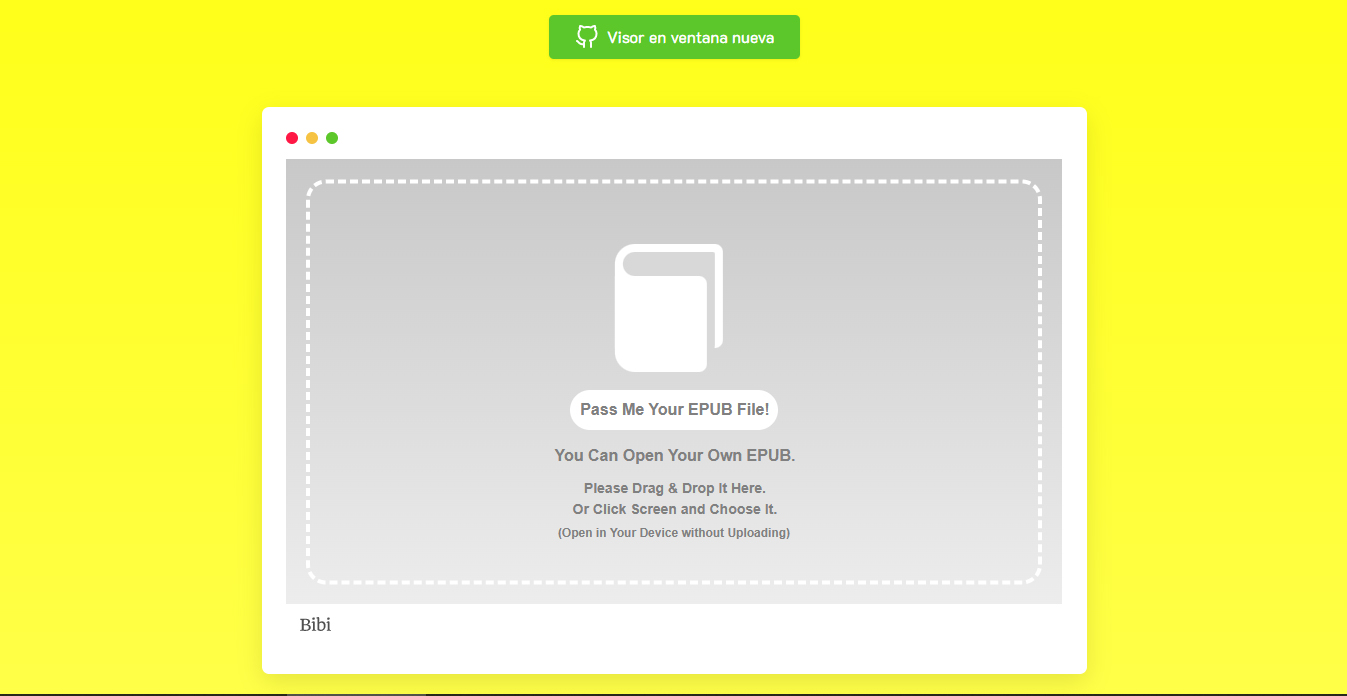 Visor en ventana nueva
Pass Me Your EPUB File!
You Can Open Your Own EPUB.
Please Drag & Drop It Here.
Or Click Screen and Choose It.
(Open in Your Device without Uploading)
Bibi